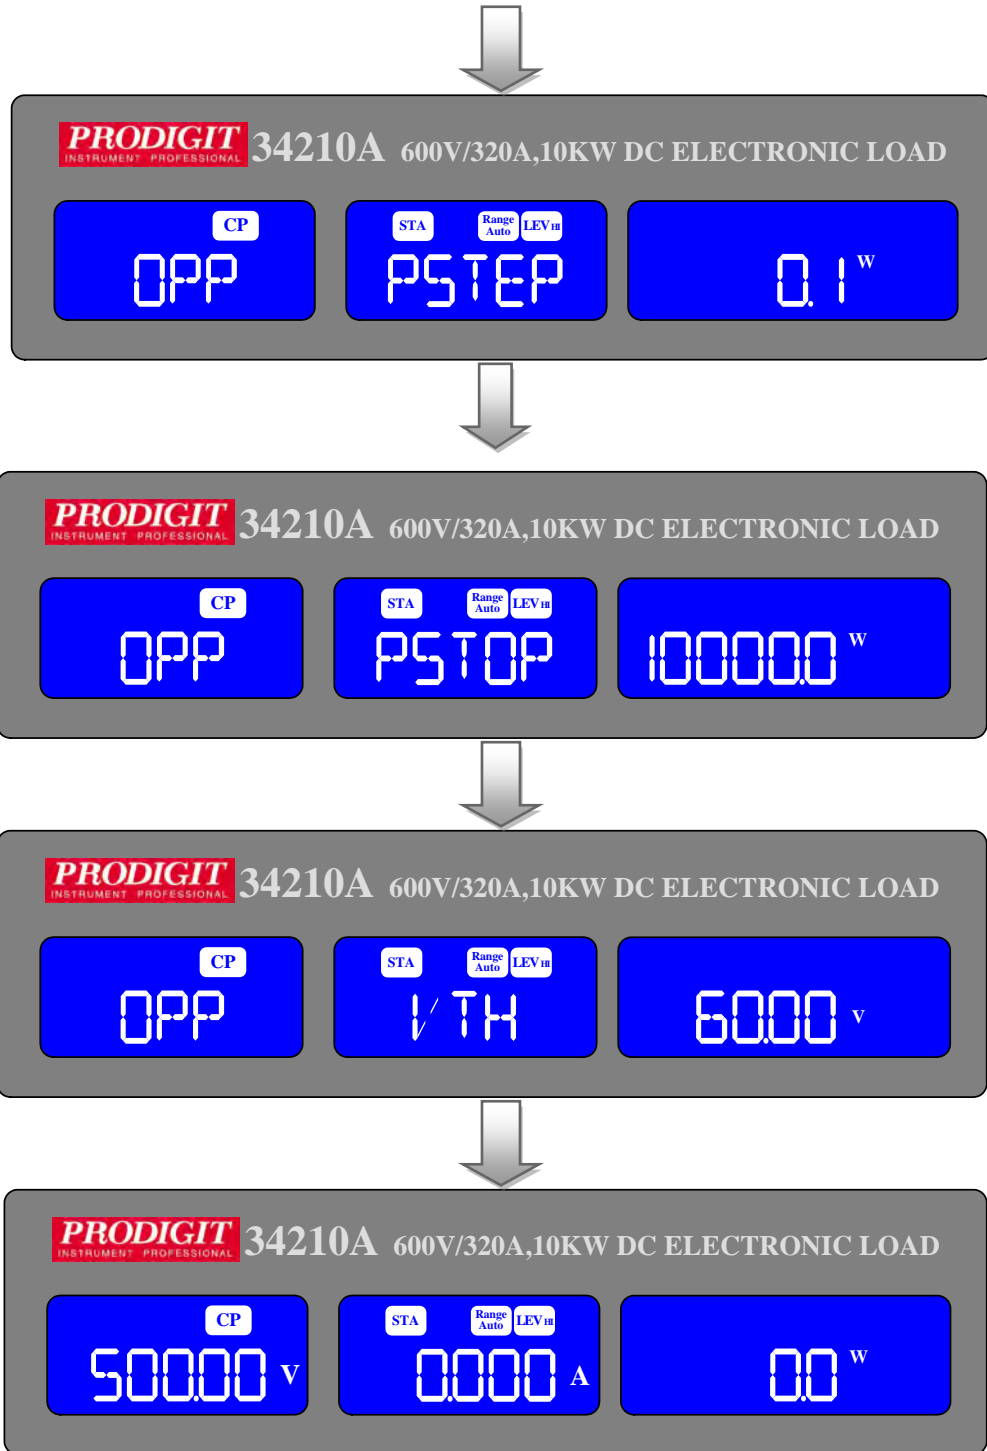 PRODIGIT
INSTRUMENT PROFESSIONAL
34210A 600V/320A,10KW DC ELECTRONIC LOAD
CP
STA
Range
Auto
LEV HI
OPP
PSTEP
0.1 W
PRODIGIT
INSTRUMENT PROFESSIONAL
34210A 600V/320A,10KW DC ELECTRONIC LOAD
CP
STA
Range
Auto
LEV HI
OPP
PSTOP
10000.0 W
PRODIGIT
INSTRUMENT PROFESSIONAL
34210A 600V/320A,10KW DC ELECTRONIC LOAD
CP
STA
Range
Auto
LEV HI
OPP
VTH
60.00 V
PRODIGIT
INSTRUMENT PROFESSIONAL
34210A 600V/320A,10KW DC ELECTRONIC LOAD
CP
STA
Range
Auto
LEV HI
500.00 V
0.000 A
0.0 W